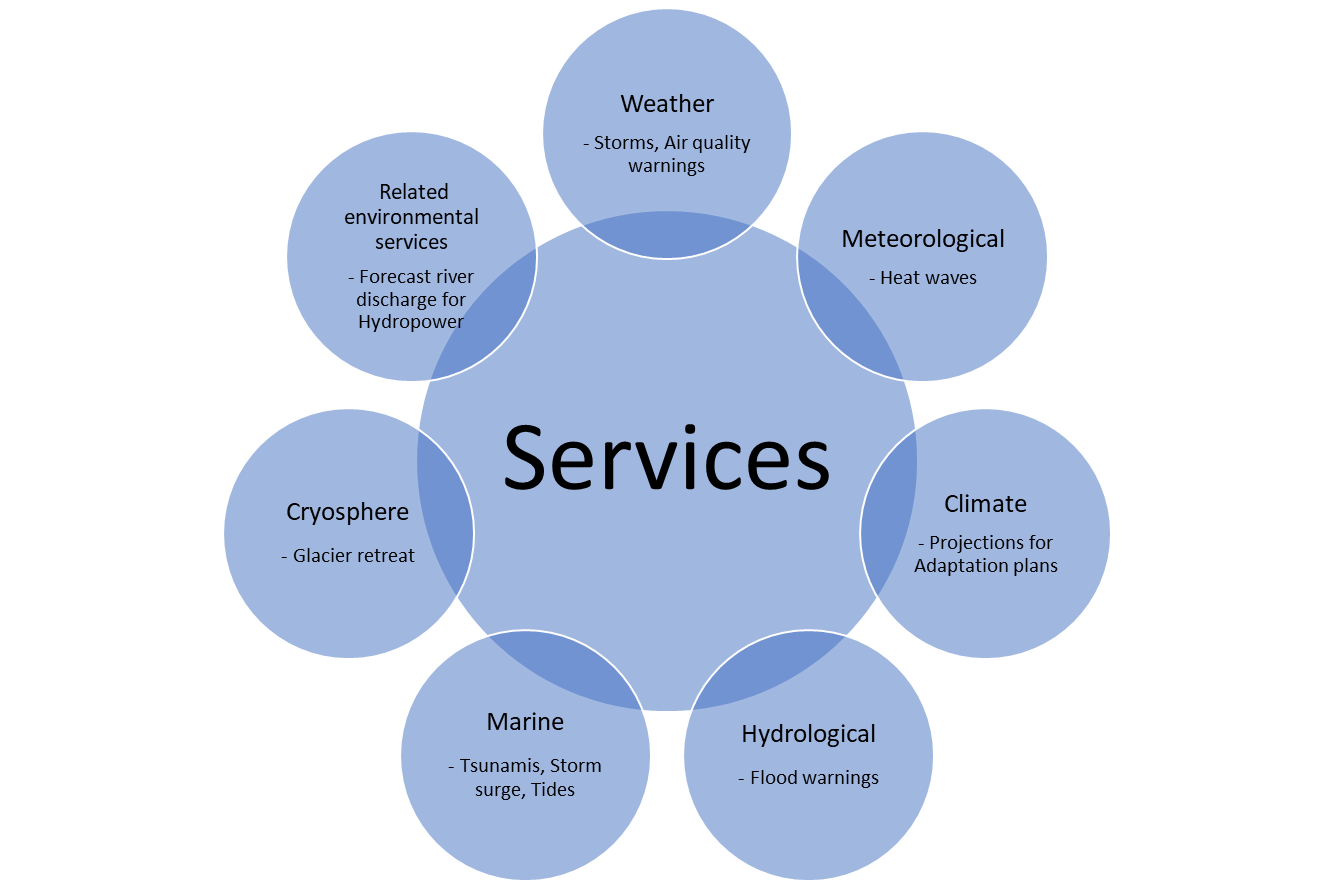 Weather
- Storms, Air quality
warnings
Meteorological
- Heat waves
Climate
- Projections for
Adaptation plans
Hydrological
- Flood warnings
Marine
- Tsunamis, Storm
surge, Tides
Cryosphere
- Glacier retreat
Related
environmental
services
- Forecast river
discharge for
Hydropower
Services